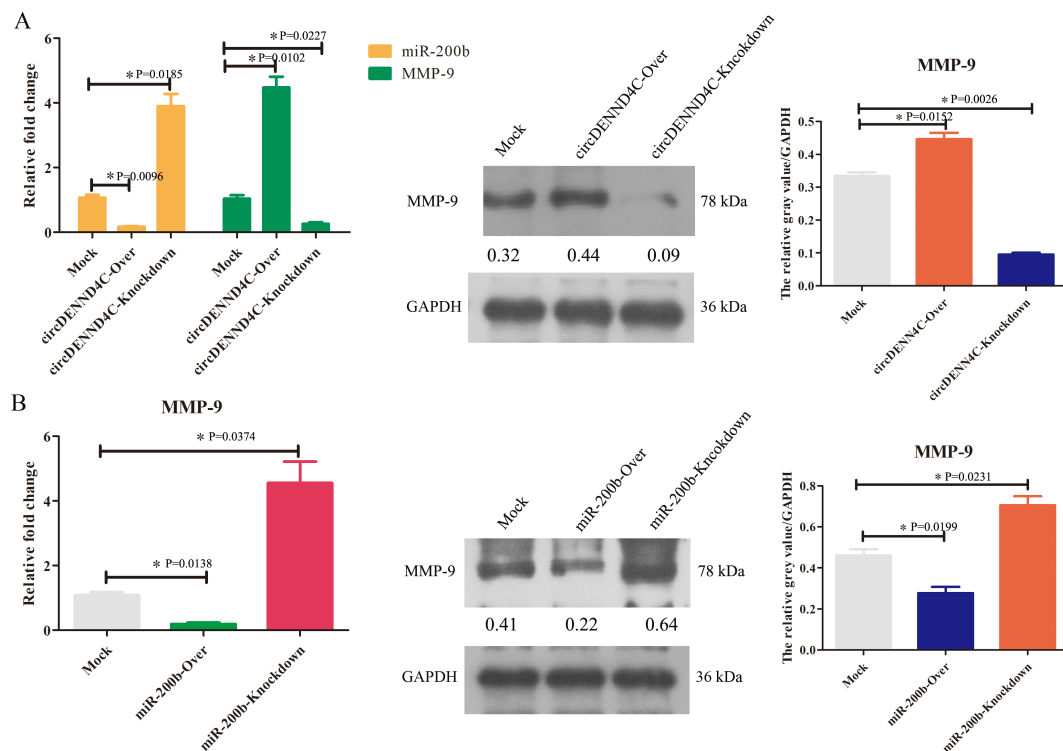 A
Relative fold change
6
4
2
0
* P=0.0185
* P=0.0096
* P=0.0227
* P=0.0102
miR-200b
MMP-9
Mock
circDENND4C-Over
circDENND4C-Knockdown
Mock
circDENND4C-Over
circDENND4C-Knockdown
Mock
circDENND4C-Over
circDENND4C-Kncokdown
MMP-9
78 kDa
0.32 0.44 0.09
GAPDH
36 kDa
MMP-9
The relative gray value/GAPDH
0.5
0.4
0.3
0.2
0.1
0.0
* P=0.0026
* P=0.0152
Mock
circDENN4C-Over
circDENN4C-Knockdown
B
MMP-9
Relative fold change
6
4
2
0
* P=0.0374
* P=0.0138
Mock
miR-200b-Over
miR-200b-Knockdown
Mock
miR-200b-Over
miR-200b-Kncokdown
MMP-9
78 kDa
0.41 0.22 0.64
GAPDH
36 kDa
MMP-9
The relative grey value/GAPDH
0.8
0.6
0.4
0.2
0.0
* P=0.0231
* P=0.0199
Mock
miR-200b-Over
miR-200b-Knockdown